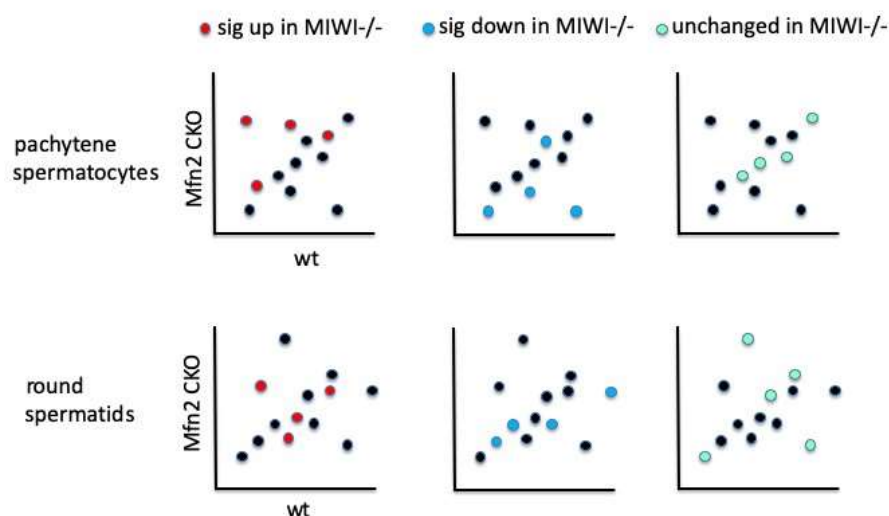 sig up in MIWI-/- sig down in MIWI-/- unchanged in MIWI-/-
pachytene
spermatocytes
Mfn2 CKO
wt
round
spermatids
Mfn2 CKO
wt